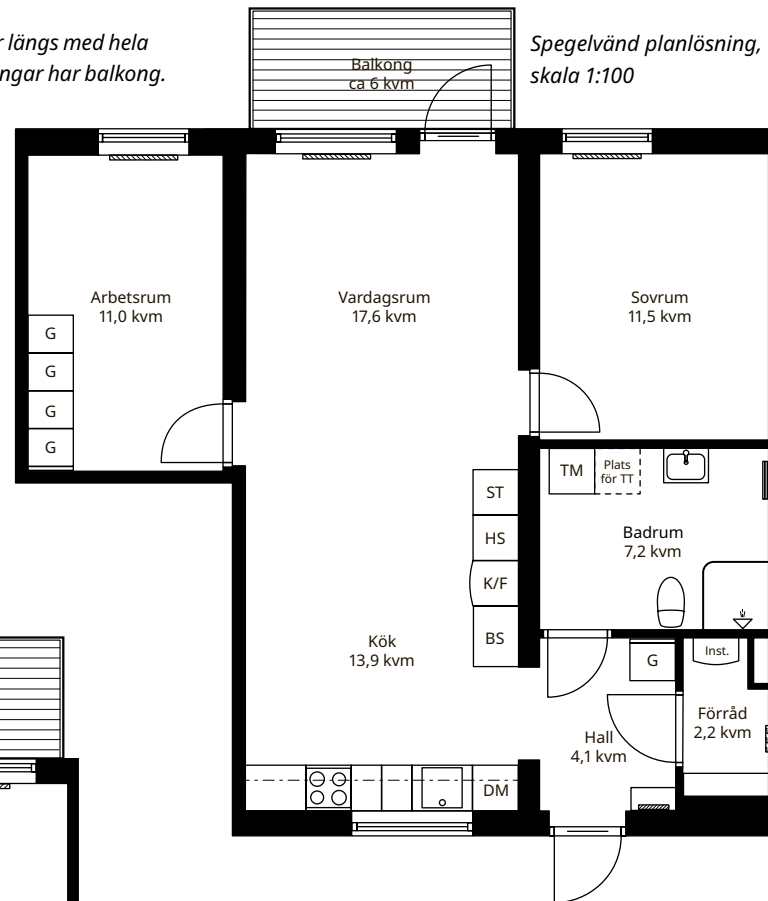 r längs med hela
ngar har balkong.
Spegelvänd planlösning,
skala 1:100
Balkong
ca 6 kvm
Arbetsrum
11,0 kvm
Vardagsrum
17,6 kvm
Sovrum
11,5 kvm
G
G
G
G
ST
HS
K/F
BS
TM
Plats
för TT
Badrum
7,2 kvm
Kök
13,9 kvm
G
Inst.
Hall
4,1 kvm
Förråd
2,2 kvm
DM